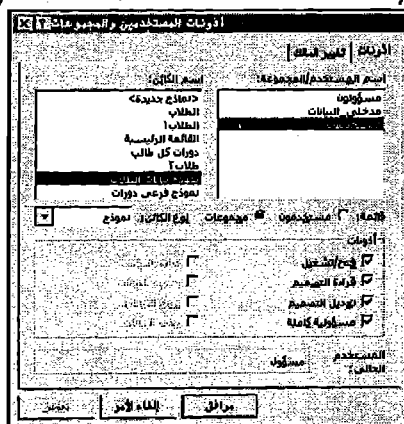 أذونات المستخدمين والمجموعات
أذونات
تغيير المالك
اسم المستخدم/المجموعة:
مسؤولون
مدخلي البيانات
اسم الكائن:
<نماذج جديدة>
الطلاب
الطلاب1
القائمة الرئيسية
دورات كل طالب
طلاب1
نموذج فرعي دورات
قائمة: مستخدمون مجموعات
نوع الكائن: نموذج
أذونات
فتح/تشغيل
قراءة التصميم
تعديل التصميم
مسؤولية كاملة
المستخدم الحالي: مسؤول
موافق
إلغاء الأمر